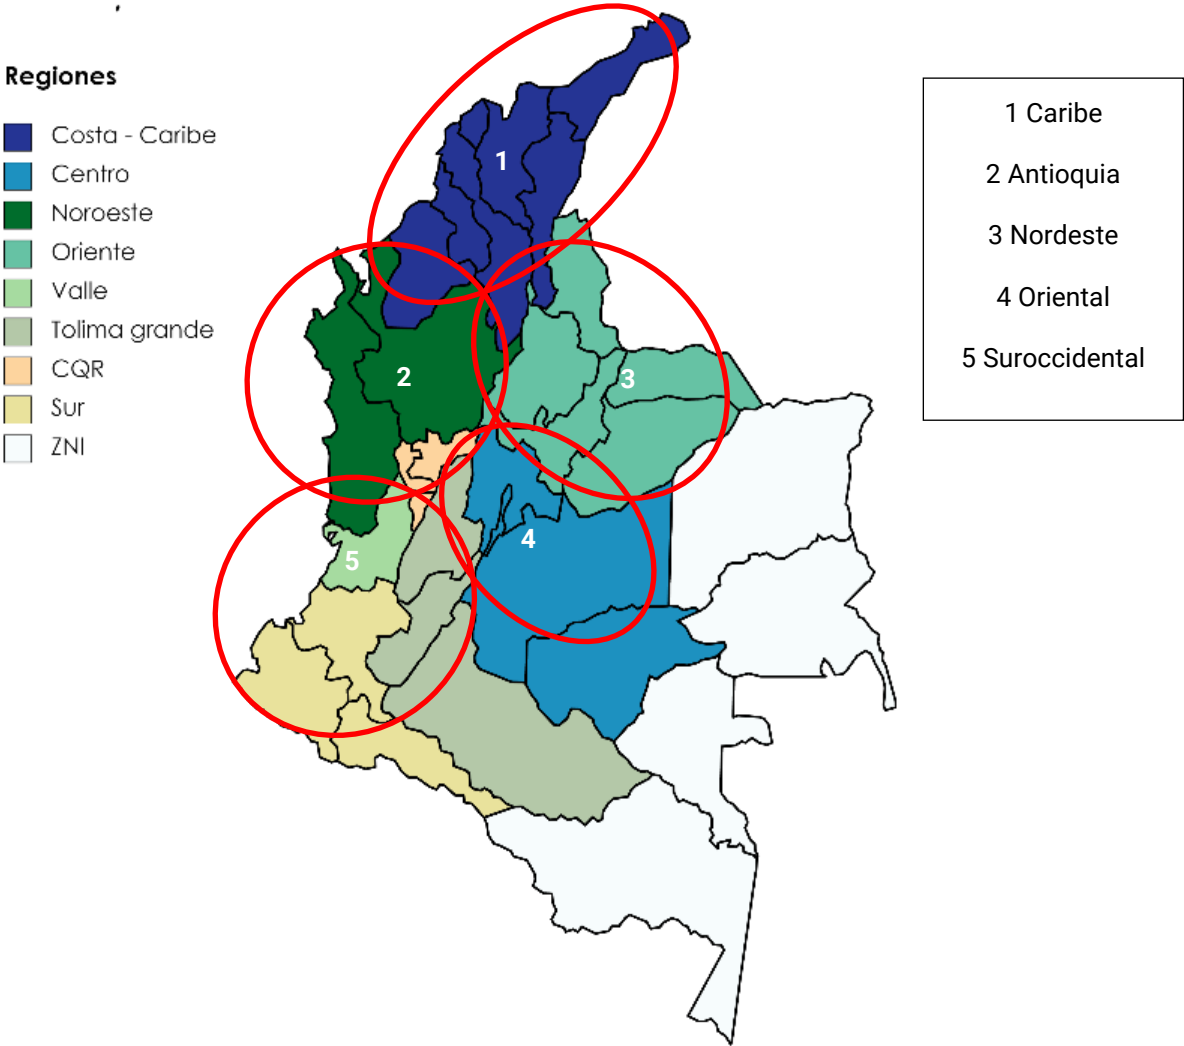 Regiones
Costa - Caribe
Centro
Noroeste
Oriente
Valle
Tolima grande
CQR
Sur
ZNI
1
2
3
4
5
1 Caribe
2 Antioquia
3 Nordeste
4 Oriental
5 Suroccidental